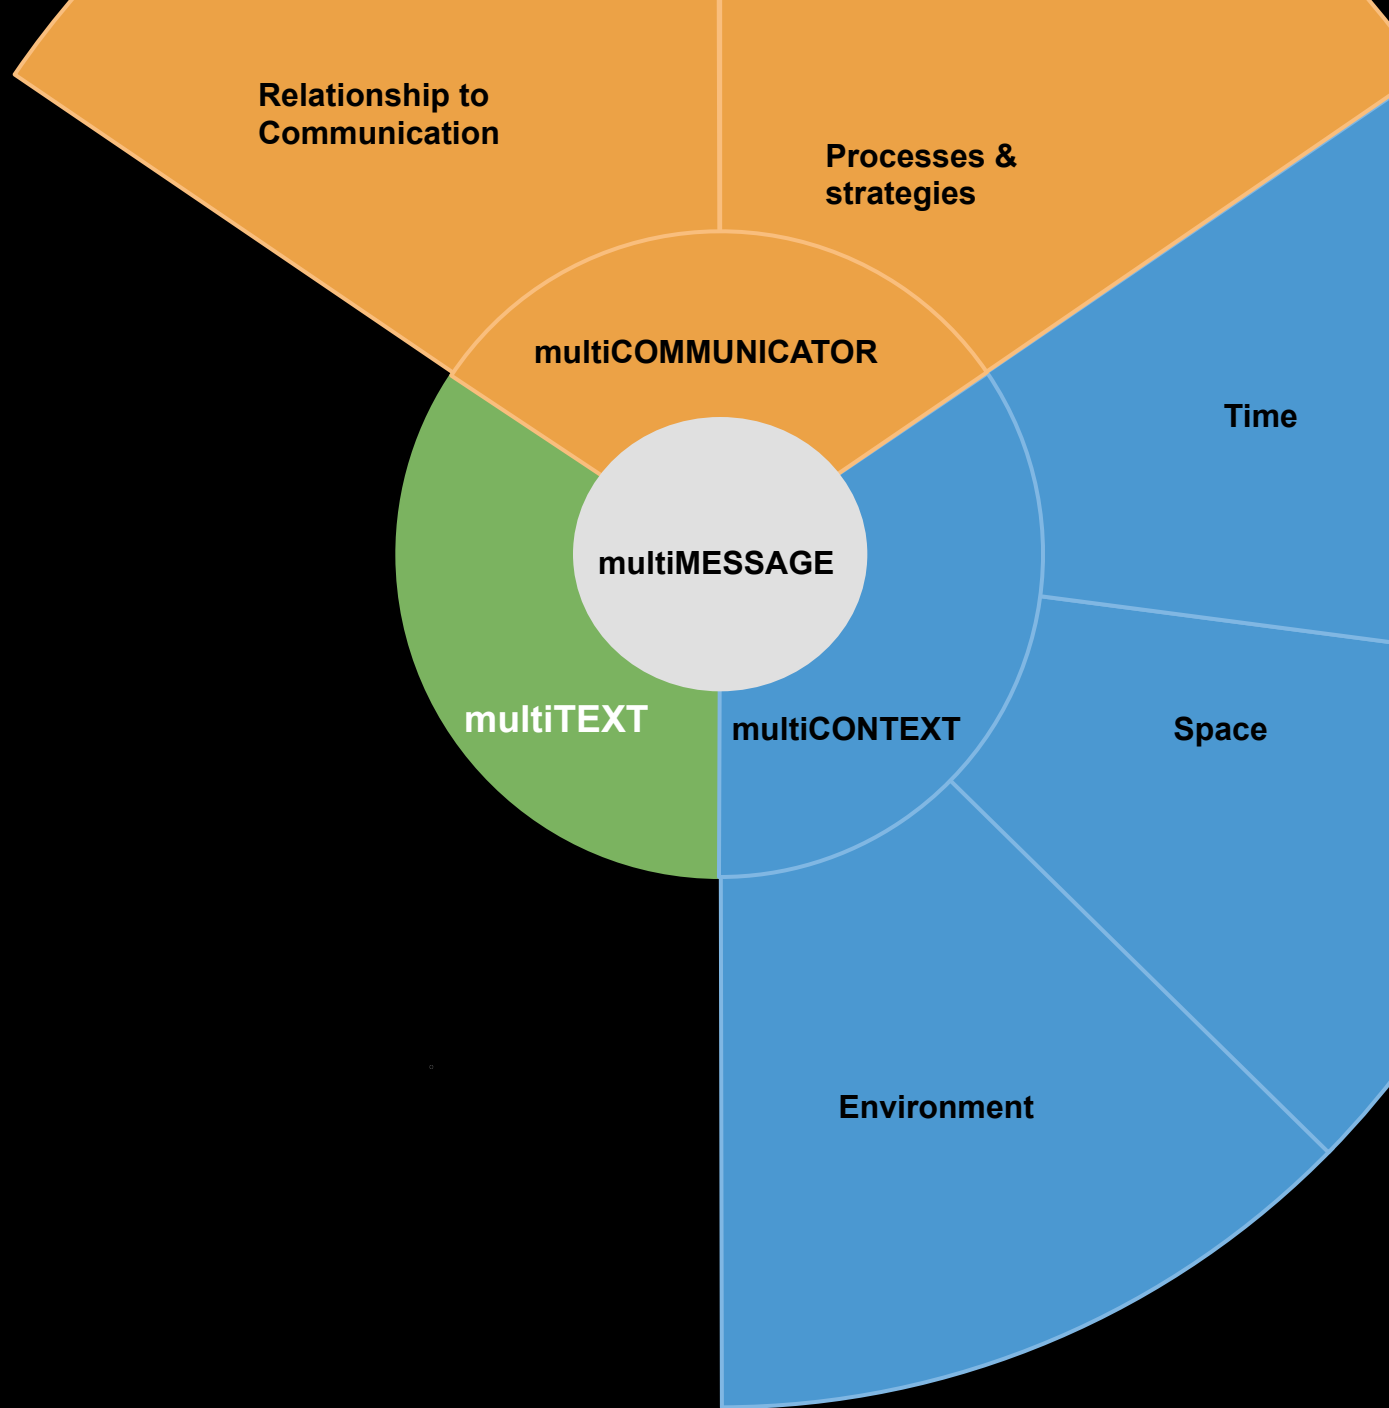 Relationship to
Communication
Processes &
strategies
multiCOMMUNICATOR
Time
multiMESSAGE
multiTEXT
multiCONTEXT
Space
Environment